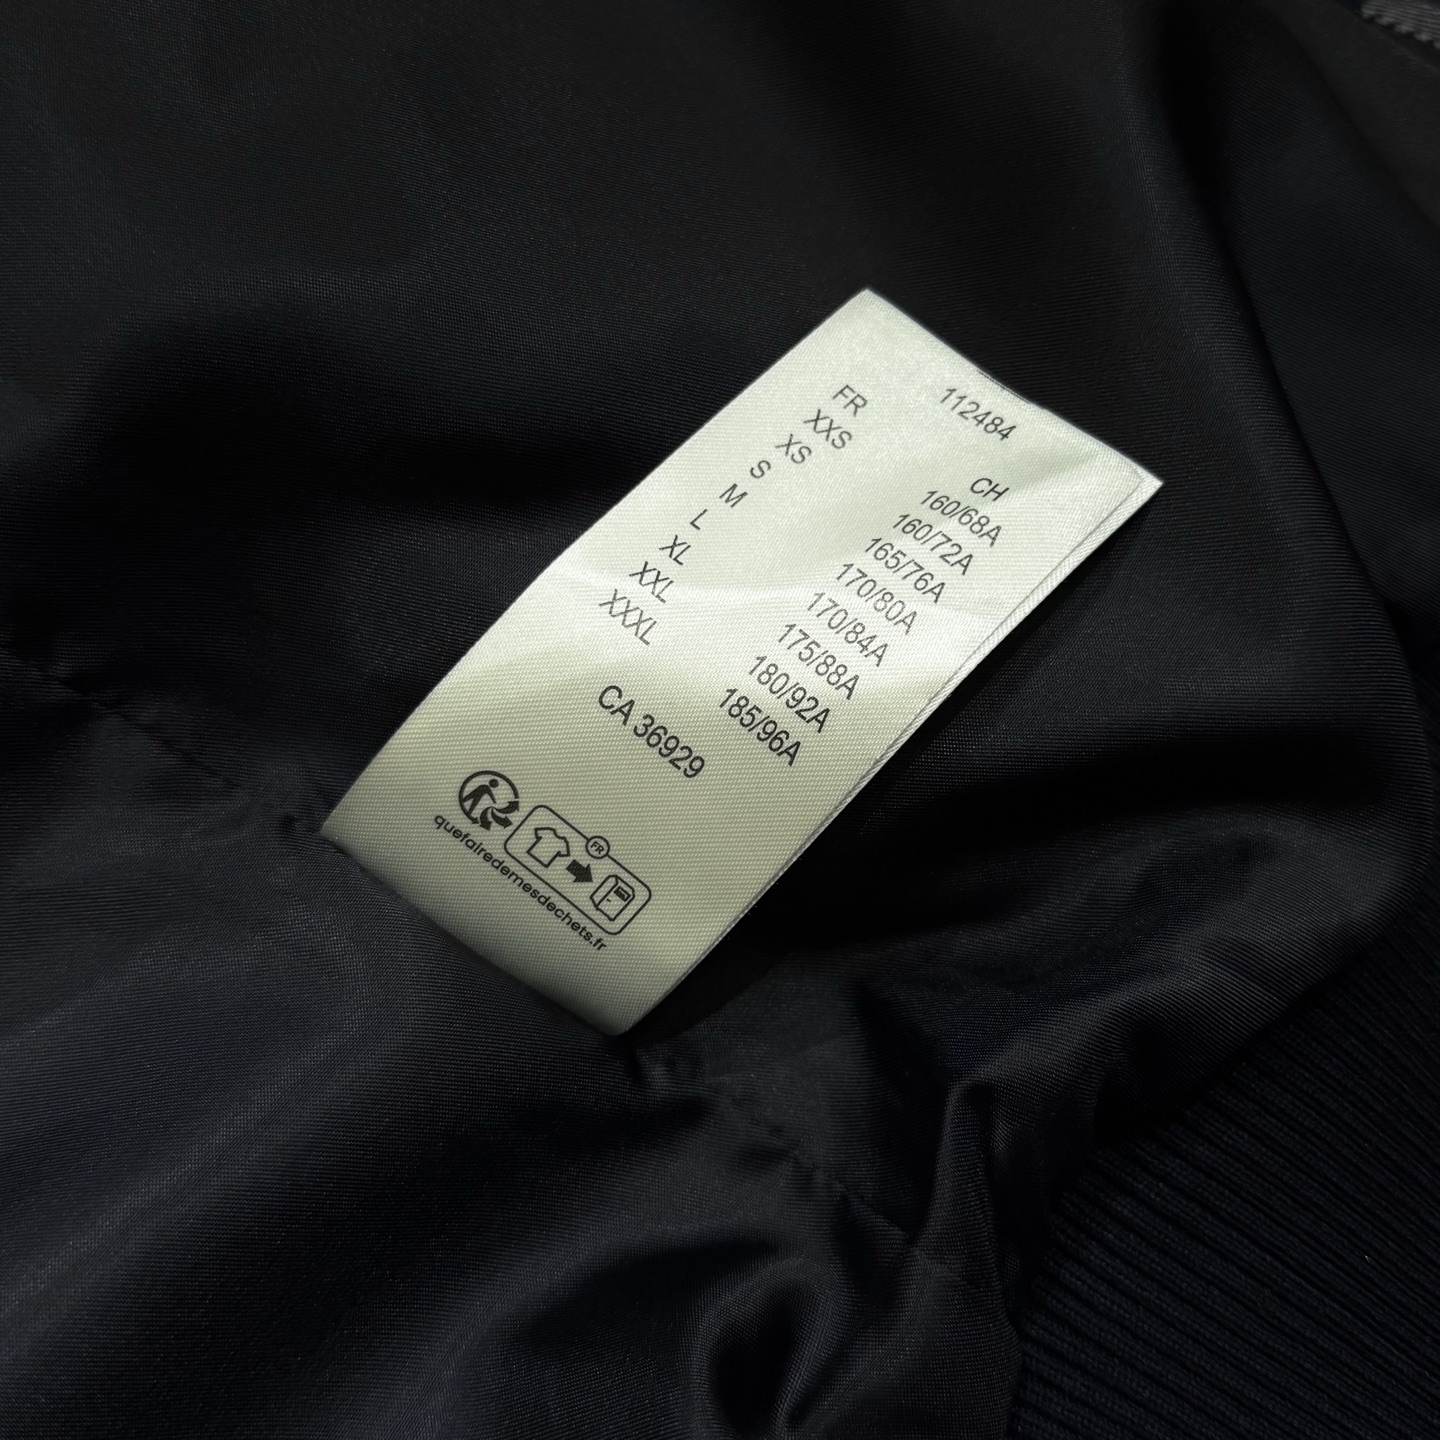 112484
FR CH
XXS 160/68A
XS 160/72A
S 165/76A
M 170/80A
L 170/84A
XL 175/88A
XXL 180/92A
XXXL 185/96A
CA 36929
FR
quefairedemesdechets.fr